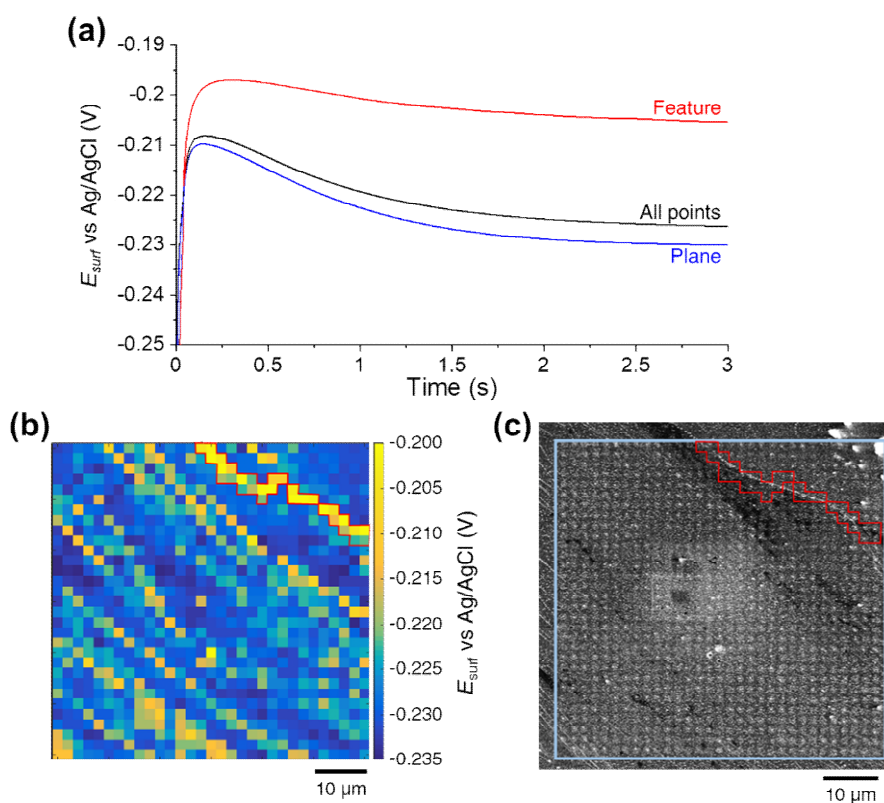 (a)
-0.19
-0.2
-0.21
-0.22
-0.23
-0.24
-0.25
E_surf vs Ag/AgCl (V)
Feature
All points
Plane
0 0.5 1 1.5 2 2.5 3
Time (s)
(b)
-0.200
-0.205
-0.210
-0.215
-0.220
-0.225
-0.230
-0.235
E_surf vs Ag/AgCl (V)
10 μm
(c)
10 μm